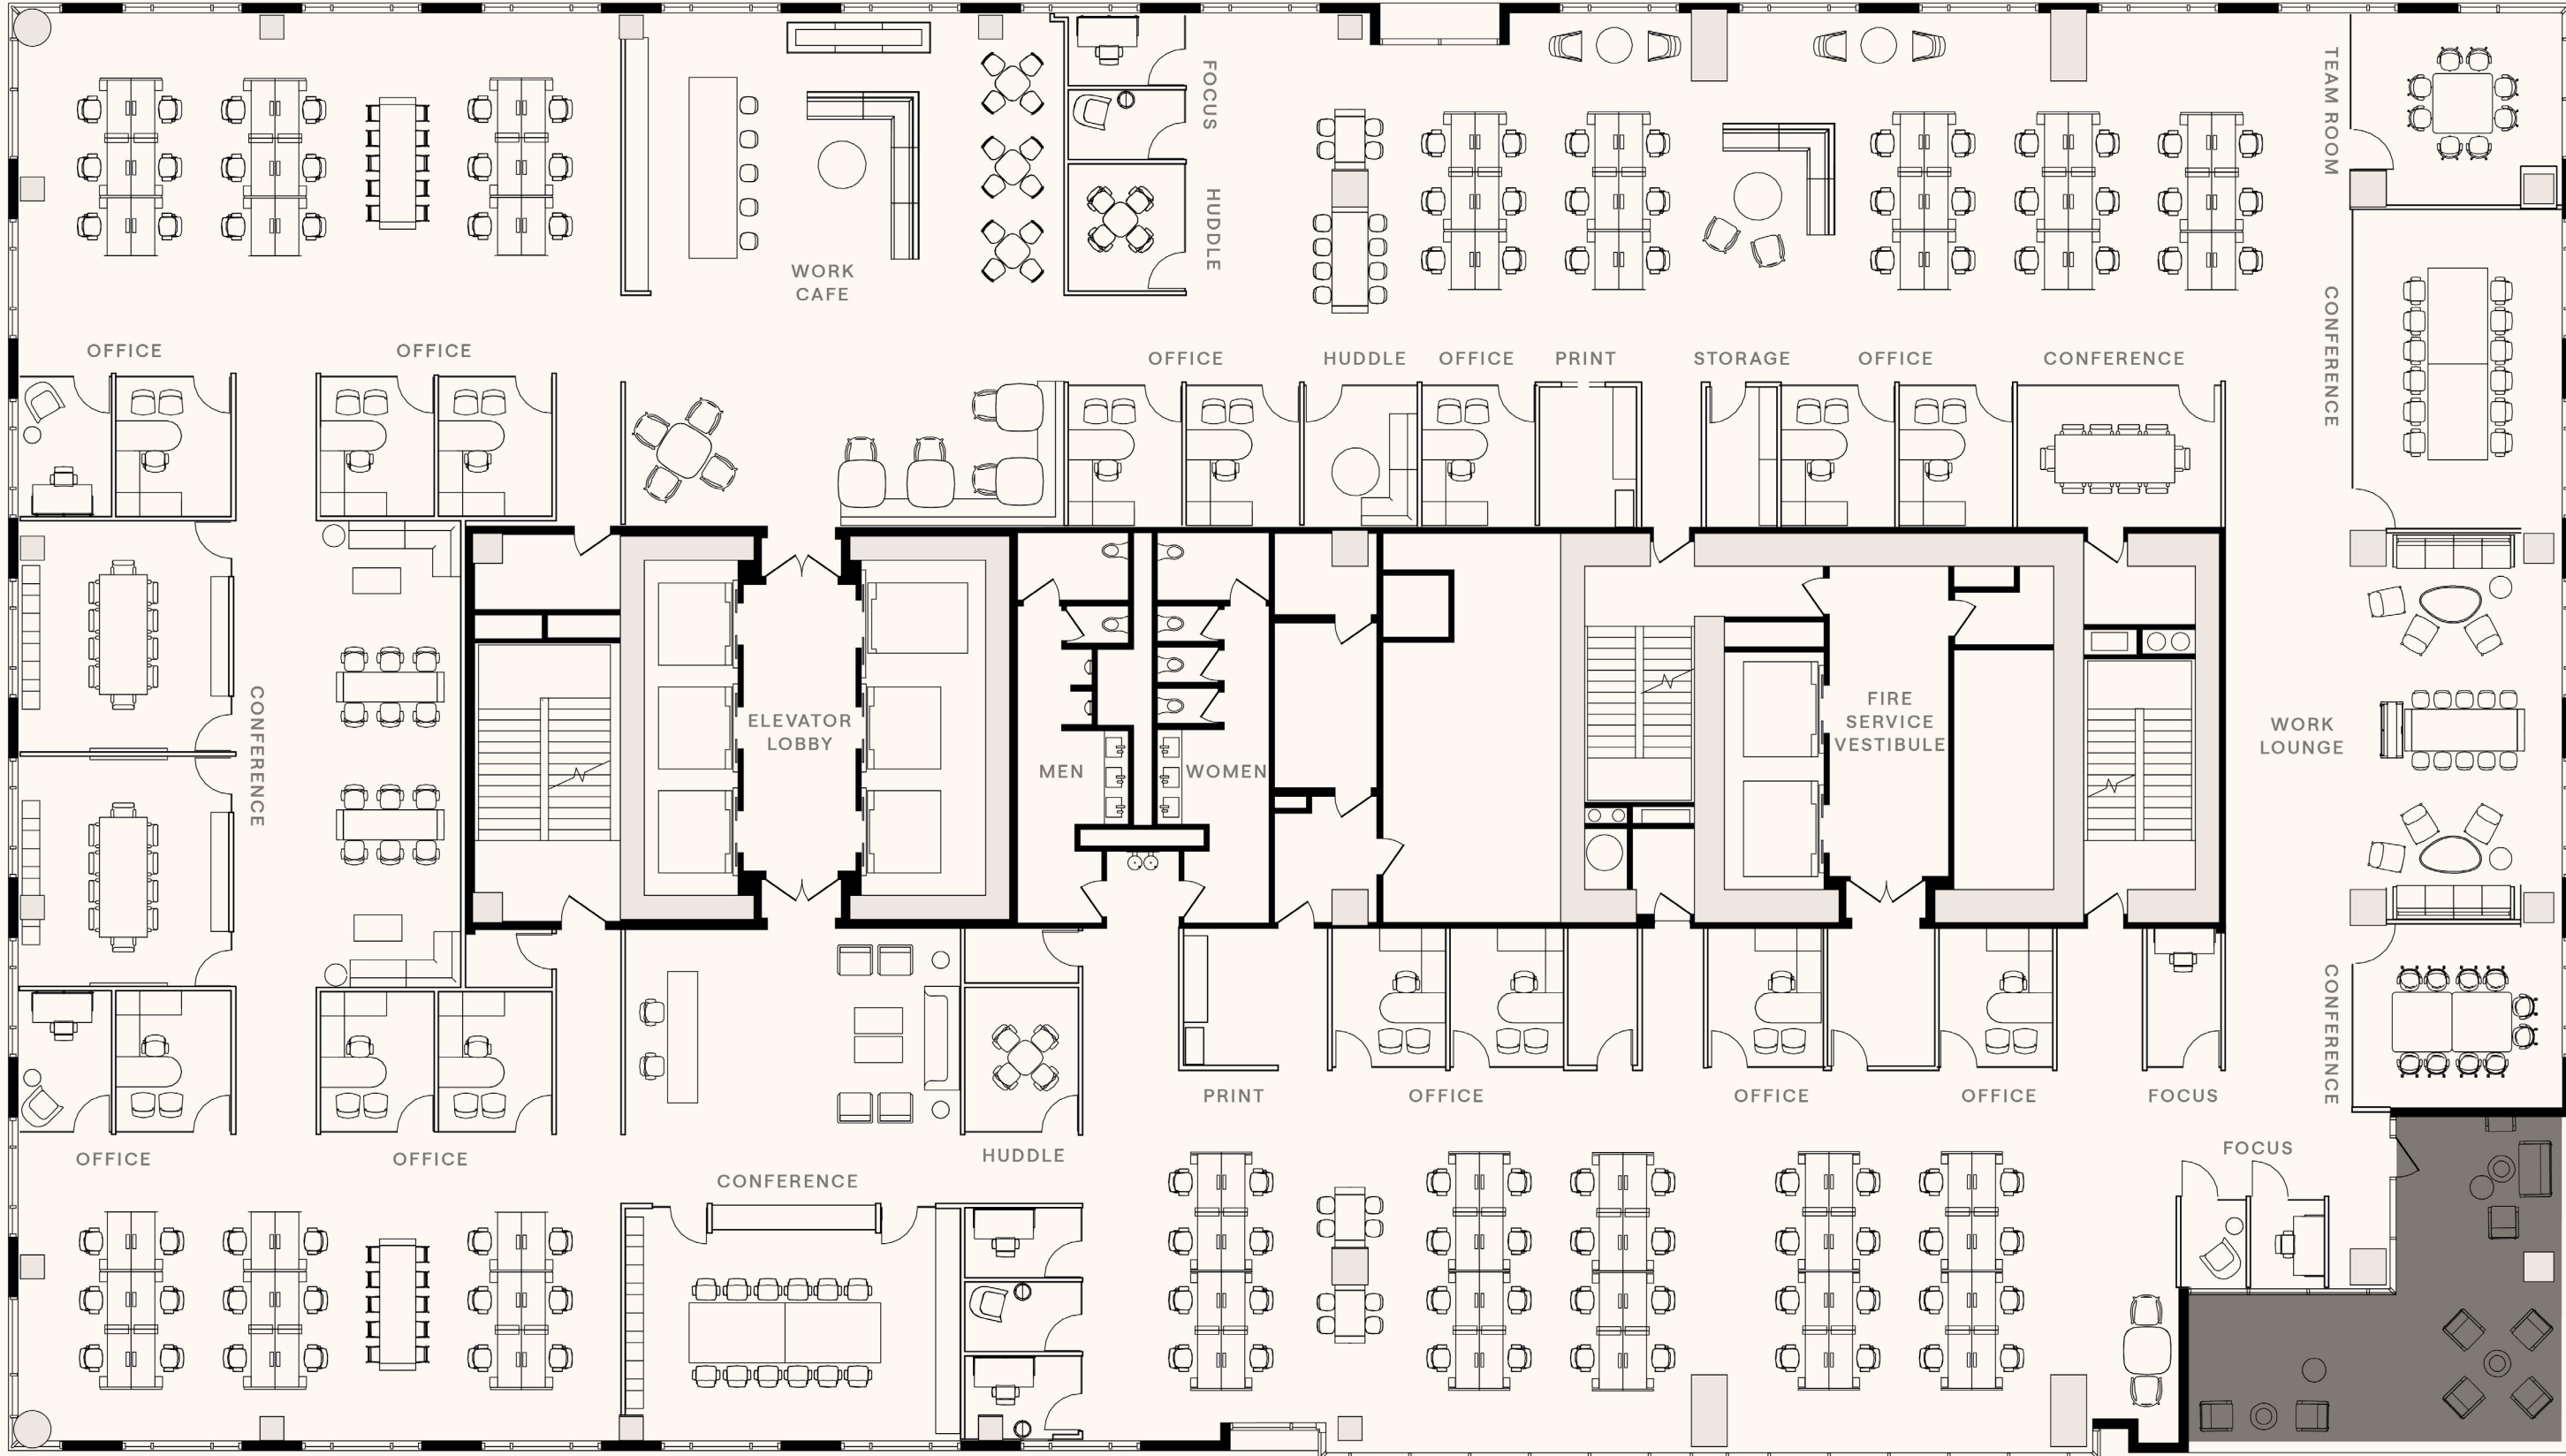 FOCUS
TEAM ROOM
HUDDLE
WORK
CAFE
CONFERENCE
OFFICE
OFFICE
OFFICE
HUDDLE
OFFICE
PRINT
STORAGE
OFFICE
CONFERENCE
CONFERENCE
ELEVATOR
LOBBY
MEN
WOMEN
FIRE
SERVICE
VESTIBULE
WORK
LOUNGE
CONFERENCE
PRINT
OFFICE
OFFICE
OFFICE
FOCUS
OFFICE
OFFICE
HUDDLE
FOCUS
CONFERENCE